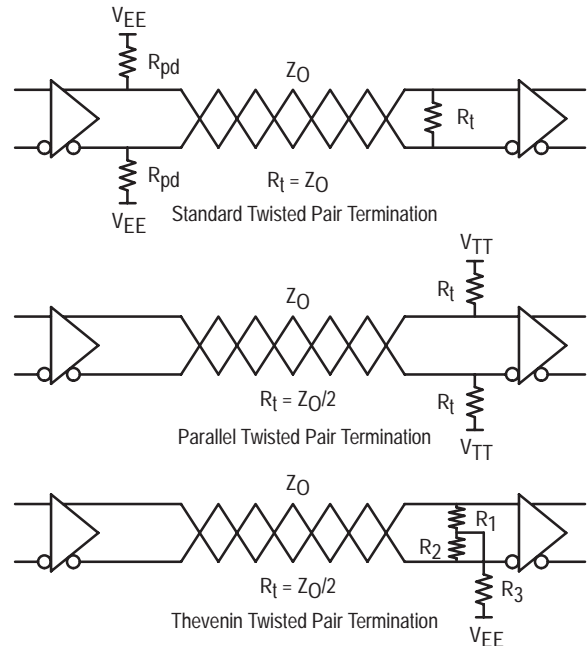 VEE
Rpd
ZO
Rt
Rpd
VEE
Rt = ZO
Standard Twisted Pair Termination
VTT
Rt
ZO
Rt = ZO/2
Rt
VTT
Parallel Twisted Pair Termination
ZO
R1
R2
Rt = ZO/2
R3
VEE
Thevenin Twisted Pair Termination